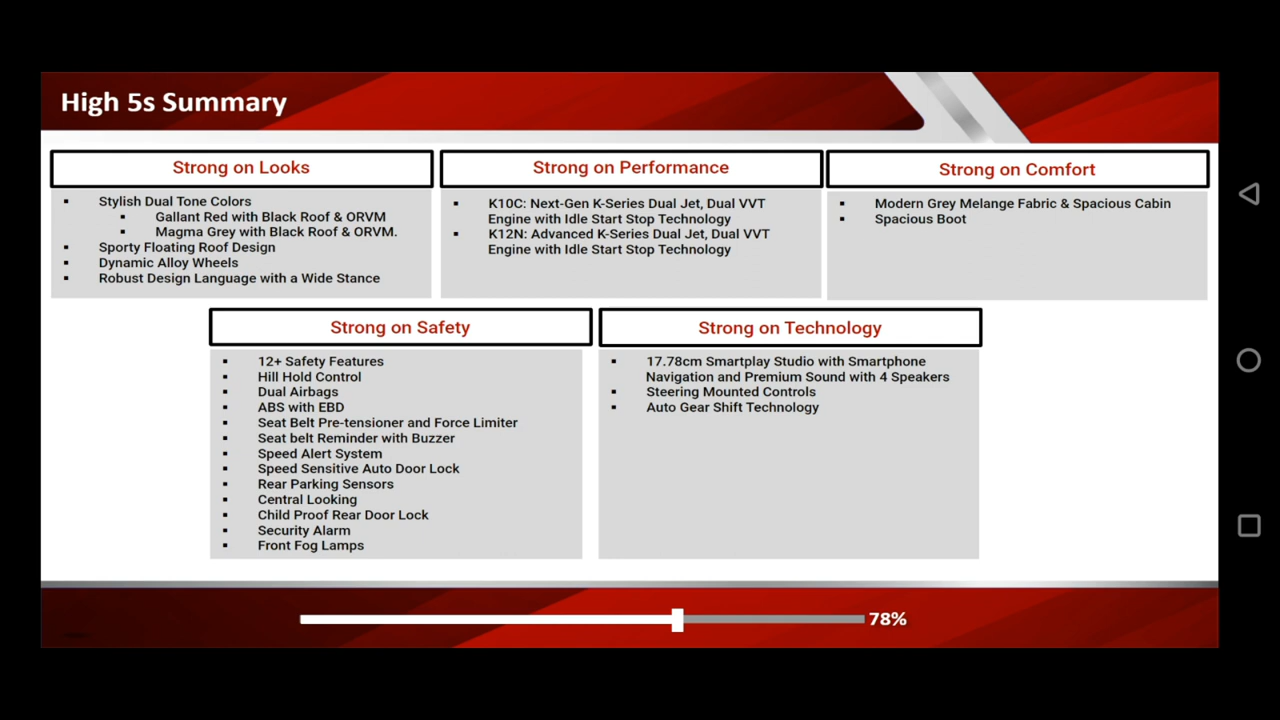 High 5s Summary
Strong on Looks
Stylish Dual Tone Colors
Gallant Red with Black Roof & ORVM
Magma Grey with Black Roof & ORVM.
Sporty Floating Roof Design
Dynamic Alloy Wheels
Robust Design Language with a Wide Stance
Strong on Performance
K10C: Next-Gen K-Series Dual Jet, Dual VVT
Engine with Idle Start Stop Technology
K12N: Advanced K-Series Dual Jet, Dual VVT
Engine with Idle Start Stop Technology
Strong on Comfort
Modern Grey Melange Fabric & Spacious Cabin
Spacious Boot
Strong on Safety
12+ Safety Features
Hill Hold Control
Dual Airbags
ABS with EBD
Seat Belt Pre-tensioner and Force Limiter
Seat belt Reminder with Buzzer
Speed Alert System
Speed Sensitive Auto Door Lock
Rear Parking Sensors
Central Looking
Child Proof Rear Door Lock
Security Alarm
Front Fog Lamps
Strong on Technology
17.78cm Smartplay Studio with Smartphone
Navigation and Premium Sound with 4 Speakers
Steering Mounted Controls
Auto Gear Shift Technology
78%